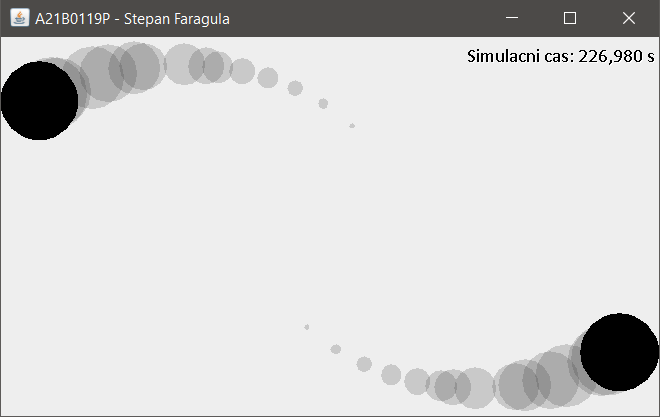 A21B0119P - Stepan Faragula
Simulacni cas: 226,980 s